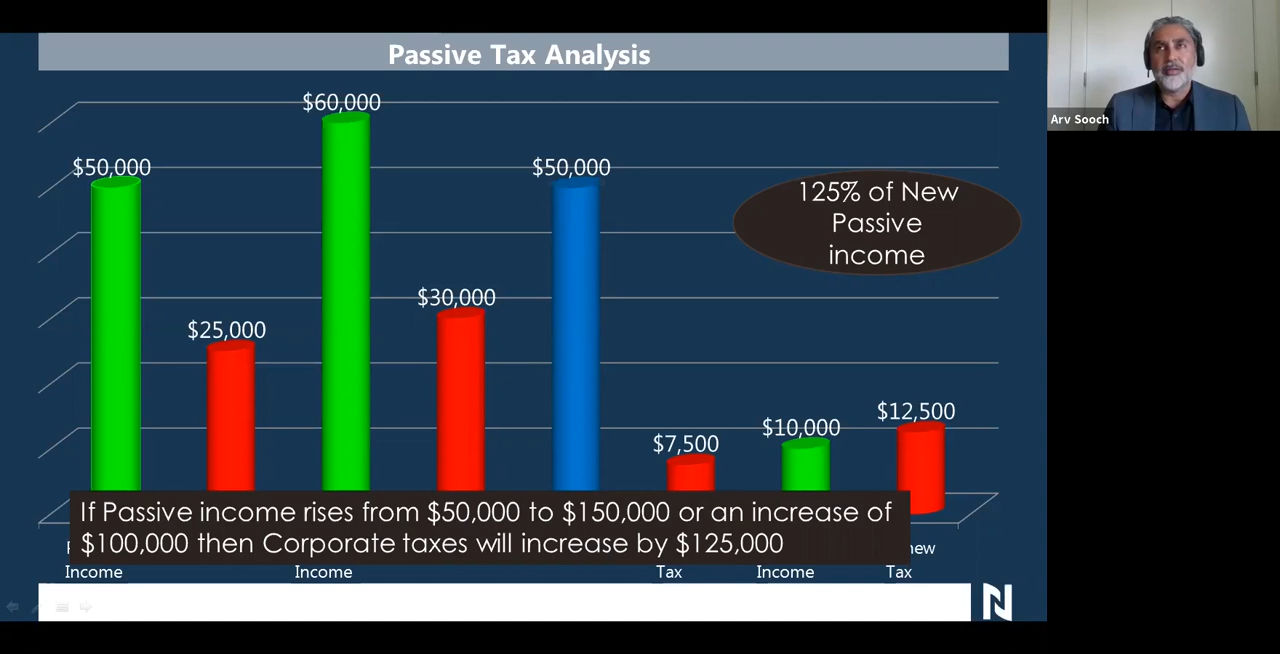 Passive Tax Analysis
Arv Sooch
$60,000
$50,000
$50,000
125% of New
Passive
income
$30,000
$25,000
$12,500
$10,000
$7,500
If Passive income rises from $50,000 to $150,000 or an increase of
$100,000 then Corporate taxes will increase by $125,000
new
Income
Income
Tax
Income
Tax
N